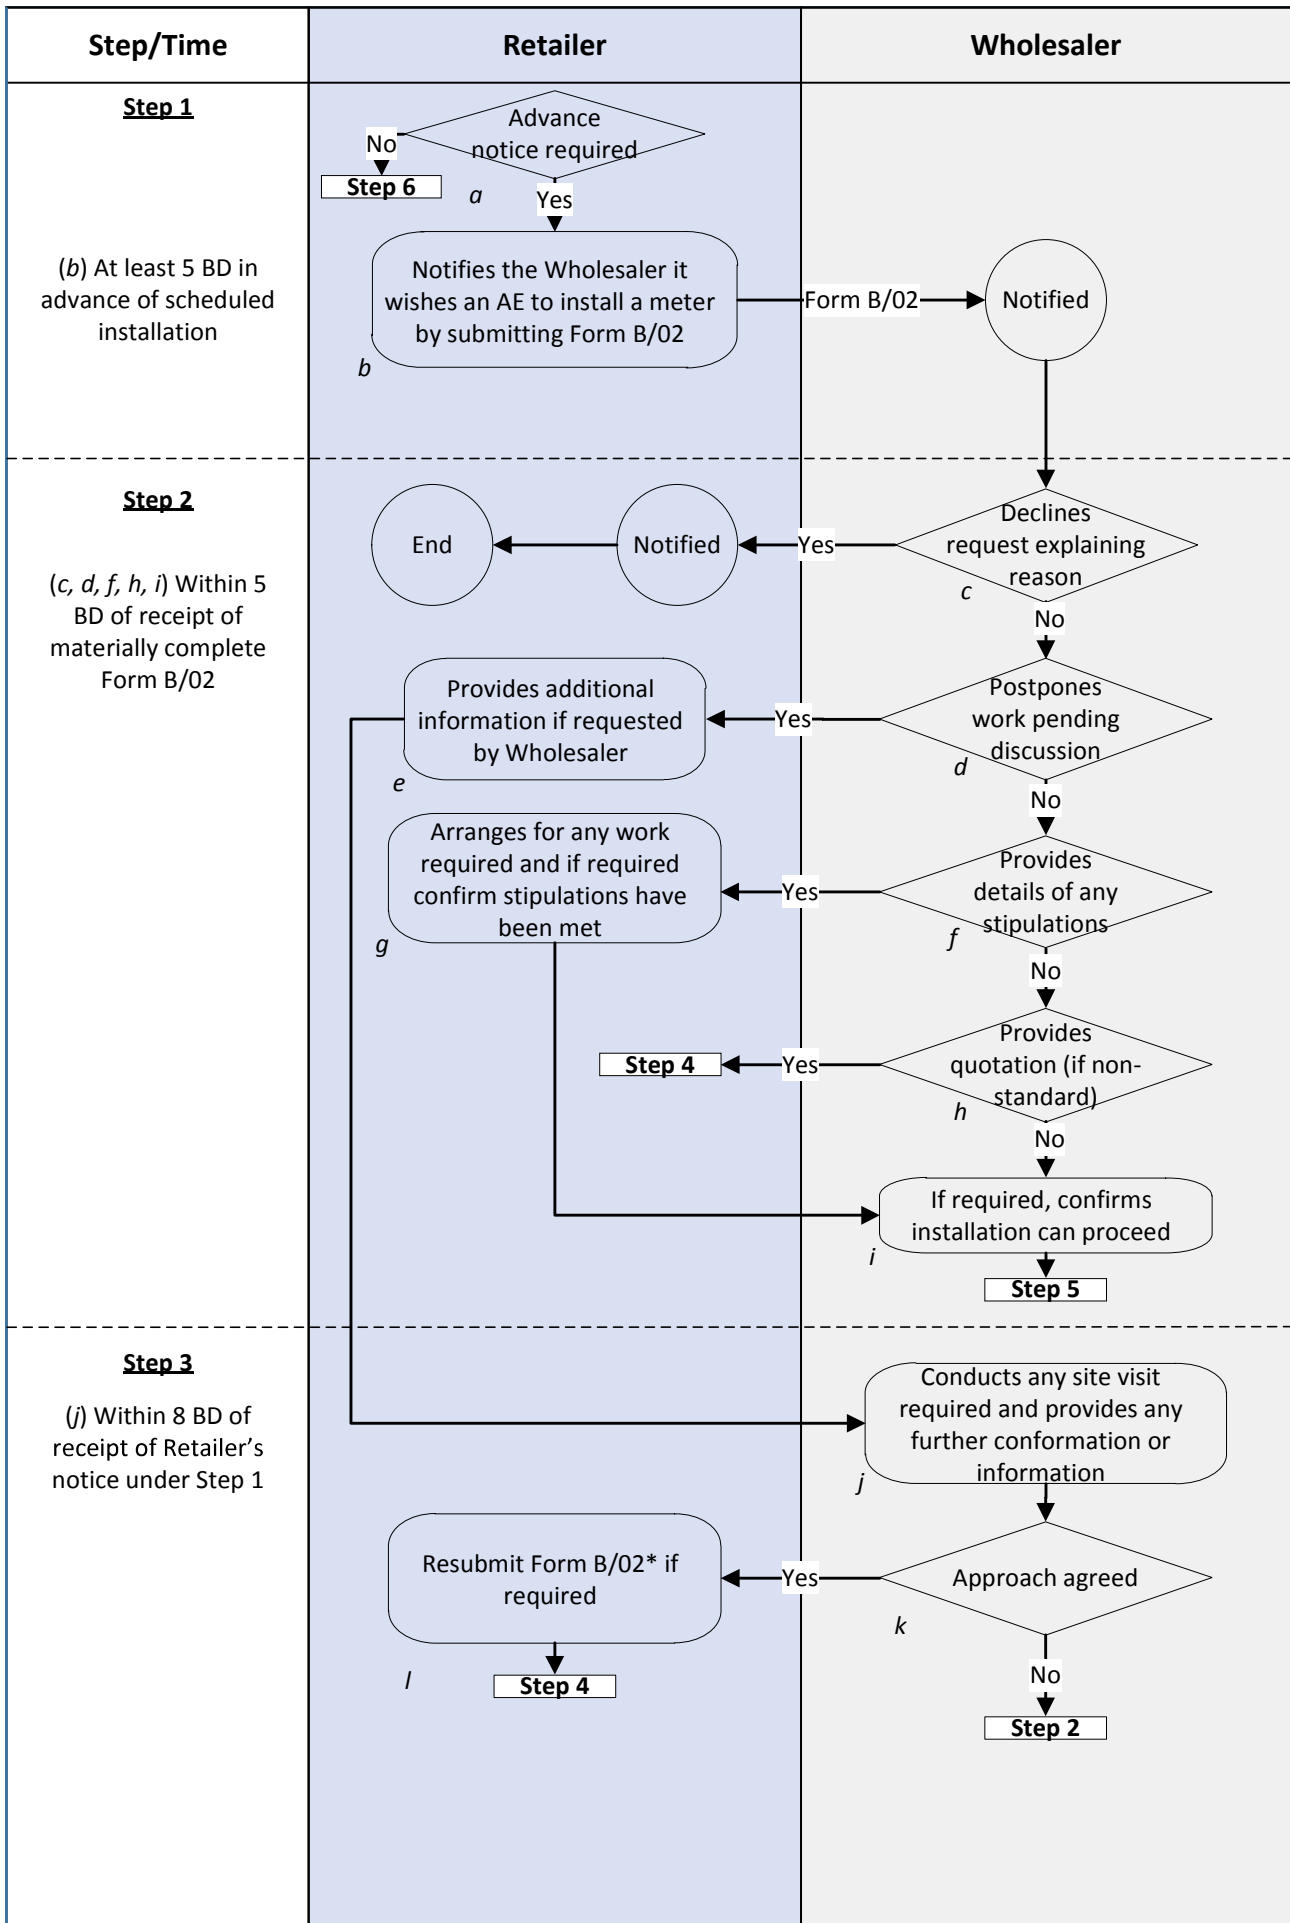 Step/Time
Retailer
Wholesaler
Step 1
Advance
notice required
No
Step 6
a
Yes
(b) At least 5 BD in
advance of scheduled
installation
Notifies the Wholesaler it
wishes an AE to install a meter
by submitting Form B/02
b
Form B/02
Notified
Step 2
(c, d, f, h, i) Within 5
BD of receipt of
materially complete
Form B/02
End
Notified
Yes
Declines
request explaining
reason
c
No
Provides additional
information if requested
by Wholesaler
e
Yes
Postpones
work pending
discussion
d
No
Arranges for any work
required and if required
confirm stipulations have
been met
g
Yes
Provides
details of any
stipulations
f
No
Step 4
Yes
Provides
quotation (if non-
standard)
h
No
If required, confirms
installation can proceed
i
Step 5
Step 3
(j) Within 8 BD of
receipt of Retailer’s
notice under Step 1
Conducts any site visit
required and provides any
further conformation or
information
j
Resubmit Form B/02* if
required
l
Step 4
Yes
Approach agreed
k
No
Step 2